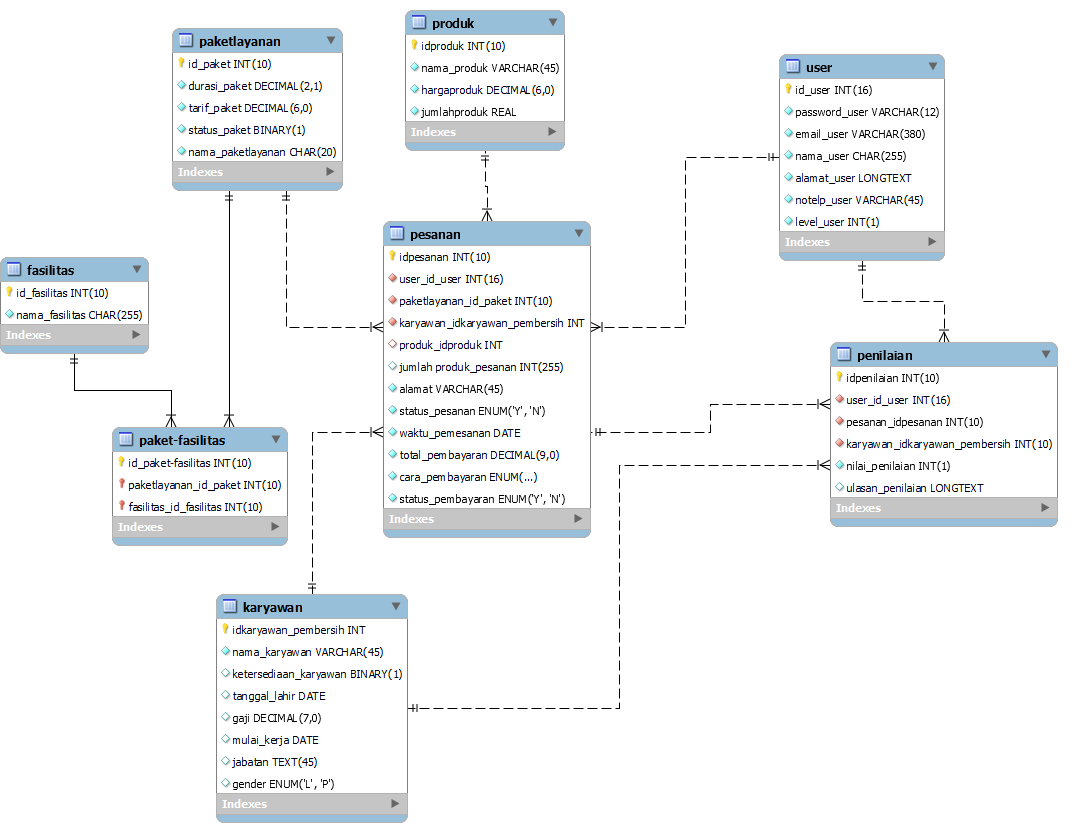 paketlayanan
id_paket INT(10)
durasi_paket DECIMAL(2,1)
tarif_paket DECIMAL(6,0)
status_paket BINARY(1)
nama_paketlayanan CHAR(20)
Indexes
produk
idproduk INT(10)
nama_produk VARCHAR(45)
hargaproduk DECIMAL(6,0)
jumlahproduk REAL
Indexes
user
id_user INT(16)
password_user VARCHAR(12)
email_user VARCHAR(380)
nama_user CHAR(255)
alamat_user LONGTEXT
notelp_user VARCHAR(45)
level_user INT(1)
Indexes
fasilitas
id_fasilitas INT(10)
nama_fasilitas CHAR(255)
Indexes
pesanan
idpesanan INT(10)
user_id_user INT(16)
paketlayanan_id_paket INT(10)
karyawan_idkaryawan_pembersih INT
produk_idproduk INT
jumlah produk_pesanan INT(255)
alamat VARCHAR(45)
status_pesanan ENUM('Y', 'N')
waktu_pemesanan DATE
total_pembayaran DECIMAL(9,0)
cara_pembayaran ENUM(...)
status_pembayaran ENUM('Y', 'N')
Indexes
penilaian
idpenilaian INT(10)
user_id_user INT(16)
pesanan_idpesanan INT(10)
karyawan_idkaryawan_pembersih INT(10)
nilai_penilaian INT(1)
ulasan_penilaian LONGTEXT
Indexes
paket-fasilitas
id_paket-fasilitas INT(10)
paketlayanan_id_paket INT(10)
fasilitas_id_fasilitas INT(10)
Indexes
karyawan
idkaryawan_pembersih INT
nama_karyawan VARCHAR(45)
ketersediaan_karyawan BINARY(1)
tanggal_lahir DATE
gaji DECIMAL(7,0)
mulai_kerja DATE
jabatan TEXT(45)
gender ENUM('L', 'P')
Indexes